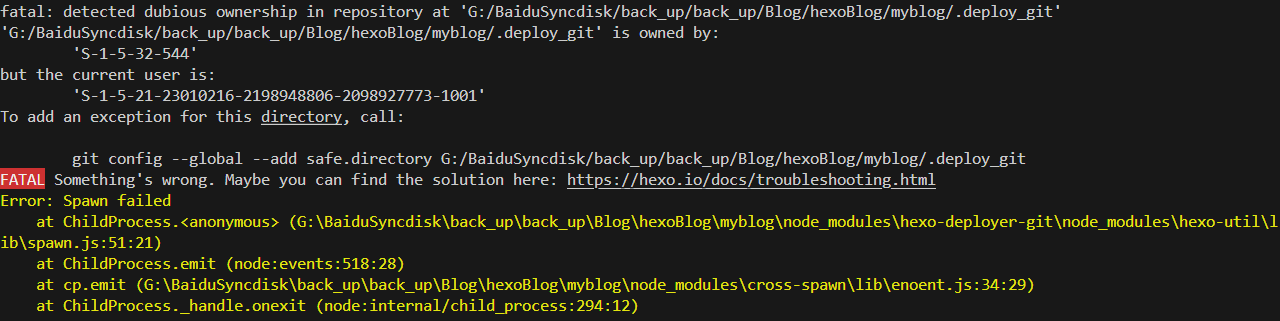 fatal: detected dubious ownership in repository at 'G:/BaiduSyncdisk/back_up/back_up/Blog/hexoBlog/myblog/.deploy_git'
'G:/BaiduSyncdisk/back_up/back_up/Blog/hexoBlog/myblog/.deploy_git' is owned by:
        'S-1-5-32-544'
but the current user is:
        'S-1-5-21-23010216-2198948806-2098927773-1001'
To add an exception for this directory, call:

        git config --global --add safe.directory G:/BaiduSyncdisk/back_up/back_up/Blog/hexoBlog/myblog/.deploy_git
FATAL Something's wrong. Maybe you can find the solution here: https://hexo.io/docs/troubleshooting.html
Error: Spawn failed
    at ChildProcess.<anonymous> (G:\BaiduSyncdisk\back_up\back_up\Blog\hexoBlog\myblog\node_modules\hexo-deployer-git\node_modules\hexo-util\l
ib\spawn.js:51:21)
    at ChildProcess.emit (node:events:518:28)
    at cp.emit (G:\BaiduSyncdisk\back_up\back_up\Blog\hexoBlog\myblog\node_modules\cross-spawn\lib\enoent.js:34:29)
    at ChildProcess._handle.onexit (node:internal/child_process:294:12)